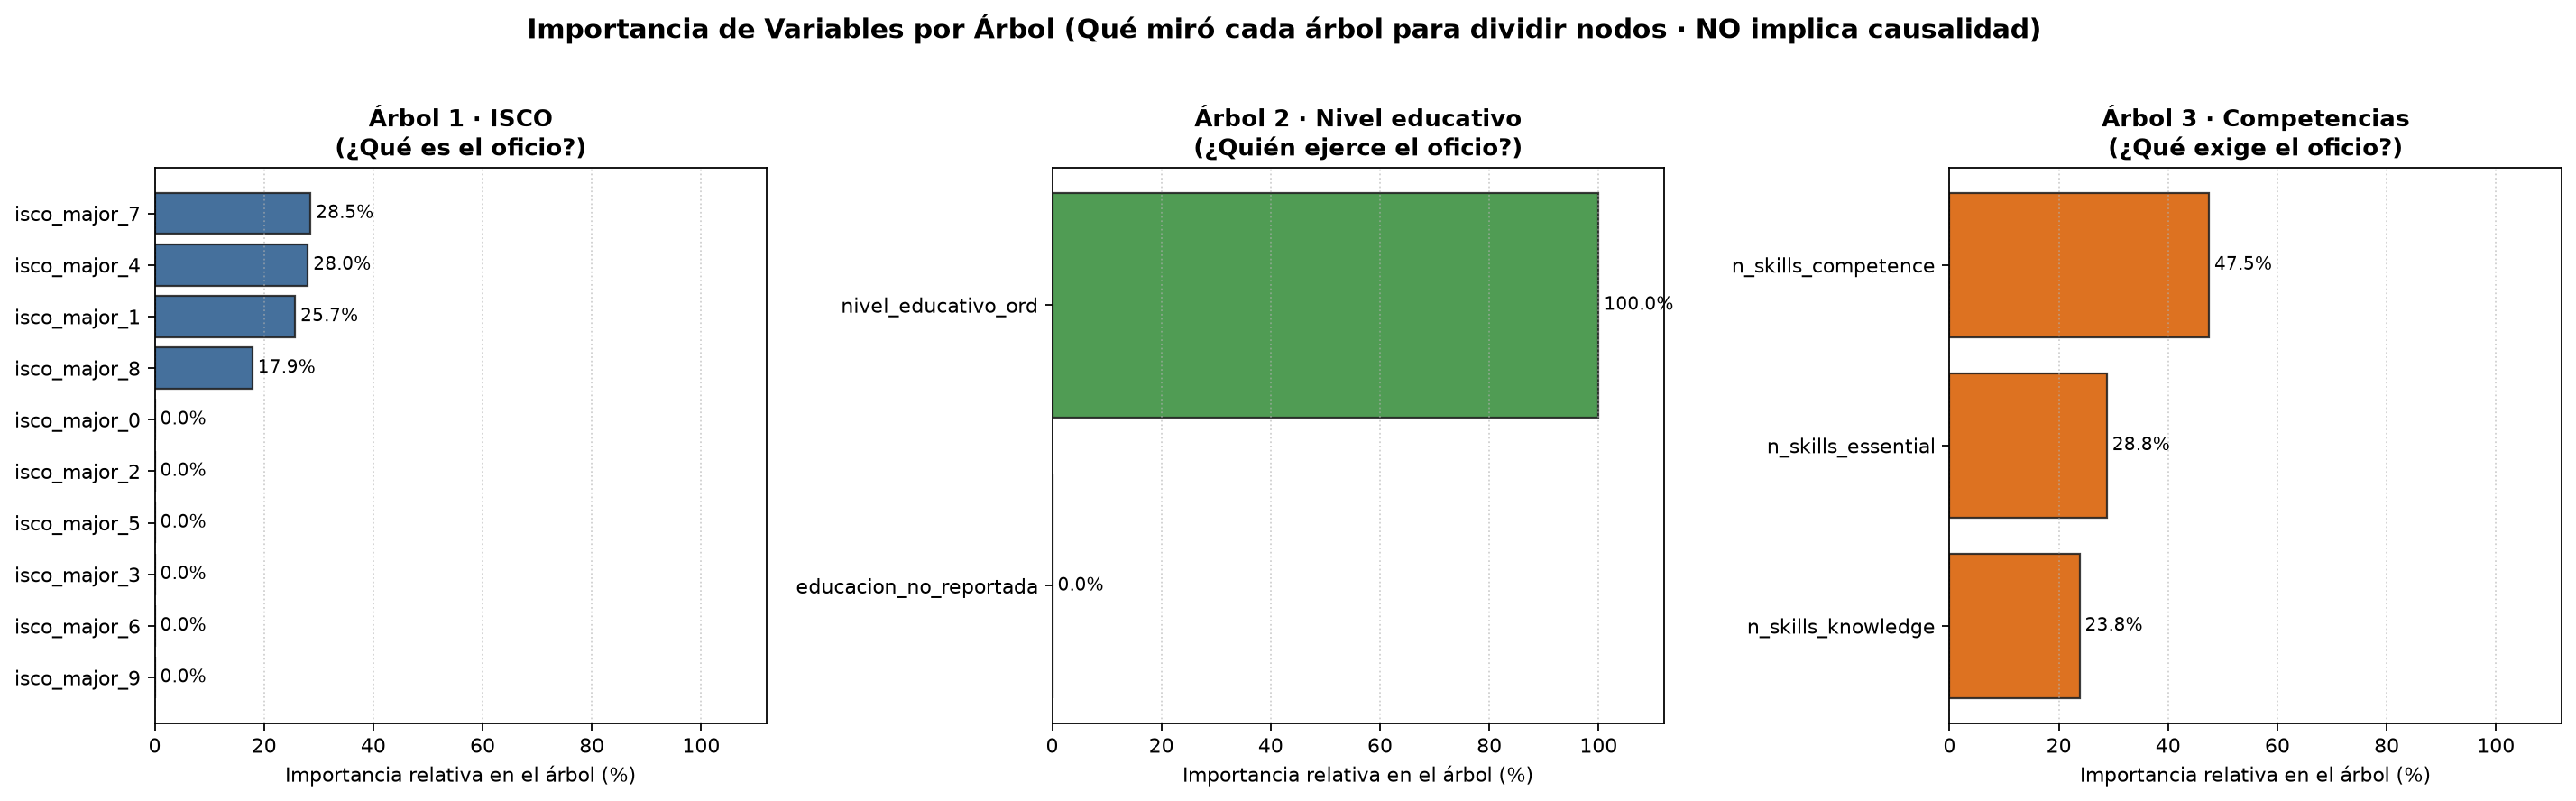 Importancia de Variables por Árbol (Qué miró cada árbol para dividir nodos · NO implica causalidad)
Árbol 1 · ISCO
(¿Qué es el oficio?)
isco_major_7
28.5%
isco_major_4
28.0%
isco_major_1
25.7%
isco_major_8
17.9%
isco_major_0
0.0%
isco_major_2
0.0%
isco_major_5
0.0%
isco_major_3
0.0%
isco_major_6
0.0%
isco_major_9
0.0%
0 20 40 60 80 100
Importancia relativa en el árbol (%)
Árbol 2 · Nivel educativo
(¿Quién ejerce el oficio?)
nivel_educativo_ord
100.0%
educacion_no_reportada
0.0%
0 20 40 60 80 100
Importancia relativa en el árbol (%)
Árbol 3 · Competencias
(¿Qué exige el oficio?)
n_skills_competence
47.5%
n_skills_essential
28.8%
n_skills_knowledge
23.8%
0 20 40 60 80 100
Importancia relativa en el árbol (%)